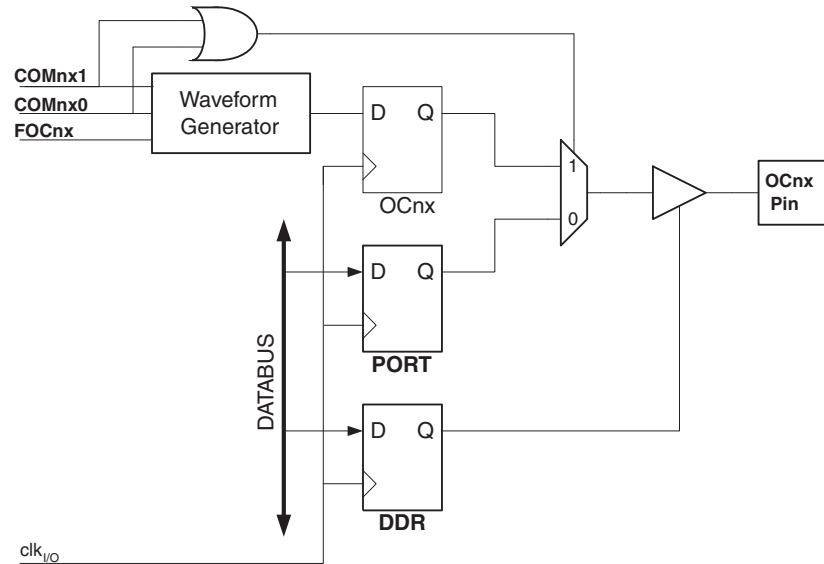 COMnx1
COMnx0
FOCnx
Waveform
Generator
D Q
OCnx
1
0
OCnx
Pin
D Q
PORT
D Q
DDR
DATABUS
clkI/O